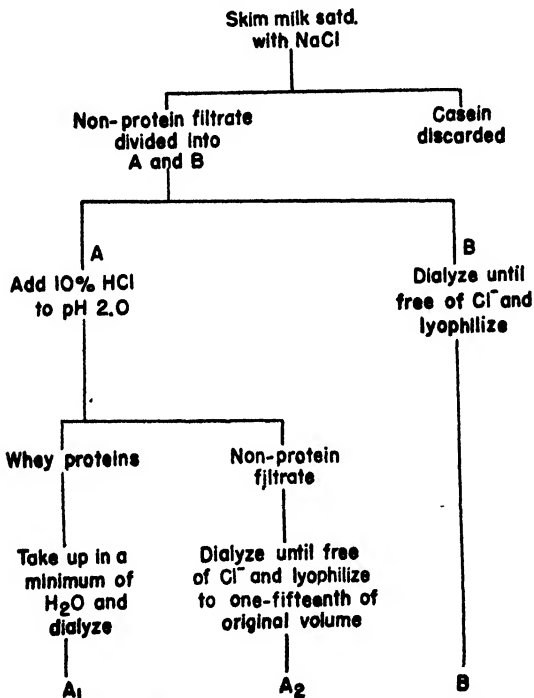 Skim milk satd.
with NaCl
Non-protein filtrate
divided into
A and B
Casein
discarded
A
Add 10% HCl
to pH 2.0
B
Dialyze until
free of Cl⁻ and
lyophilize
Whey proteins
Non-protein
filtrate
Take up in a
minimum of
H₂O and
dialyze
Dialyze until free
of Cl⁻ and lyophilize
to one-fifteenth of
original volume
A₁
A₂
B